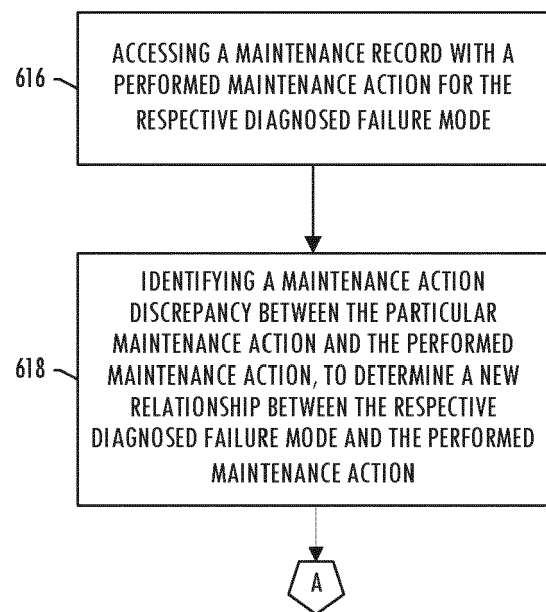 616
ACCESSING A MAINTENANCE RECORD WITH A
PERFORMED MAINTENANCE ACTION FOR THE
RESPECTIVE DIAGNOSED FAILURE MODE
618
IDENTIFYING A MAINTENANCE ACTION
DISCREPANCY BETWEEN THE PARTICULAR
MAINTENANCE ACTION AND THE PERFORMED
MAINTENANCE ACTION, TO DETERMINE A NEW
RELATIONSHIP BETWEEN THE RESPECTIVE
DIAGNOSED FAILURE MODE AND THE PERFORMED
MAINTENANCE ACTION
A